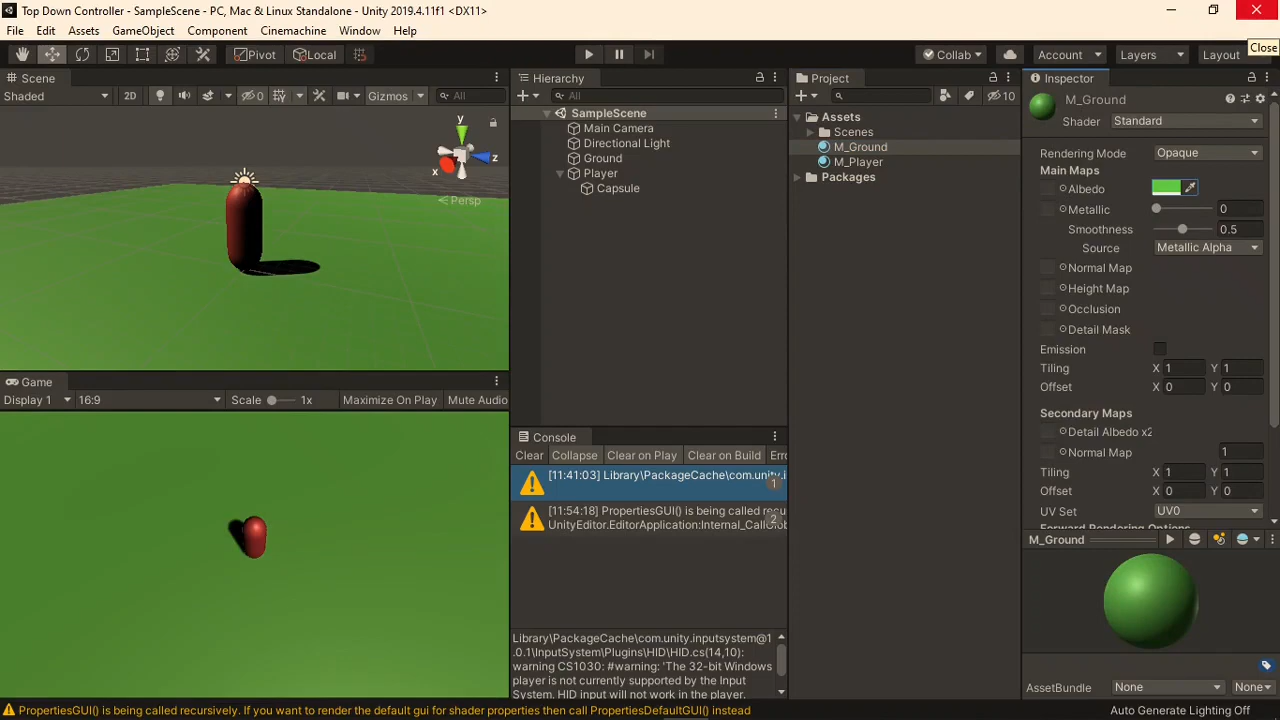 Top Down Controller - SampleScene - PC, Mac & Linux Standalone - Unity 2019.4.11f1 <DX11>
File Edit Assets GameObject Component Cinemachine Window Help
Close
Pivot Local Collab Account Layers Layout
Scene
Shaded 2D 0 Gizmos All
y
z
x
Persp
Game
Display 1 16:9 Scale 1x Maximize On Play Mute Audio
Hierarchy
All
SampleScene
Main Camera
Directional Light
Ground
Player
Capsule
Console
Clear Collapse Clear on Play Clear on Build Err
[11:41:03] Library\PackageCache\com.unity.i
1
[11:54:18] PropertiesGUI() is being called recu
UnityEditor.EditorApplication:Internal_CallGlob
2
Library\PackageCache\com.unity.inputsystem@1
.0.1\InputSystem\Plugins\HID\HID.cs(14,10):
warning CS1030: #warning: 'The 32-bit Windows
player is not currently supported by the Input
System. HID input will not work in the player.
Project
10
Assets
Scenes
M_Ground
M_Player
Packages
Inspector
M_Ground
Shader Standard
Rendering Mode Opaque
Main Maps
Albedo
Metallic 0
Smoothness 0.5
Source Metallic Alpha
Normal Map
Height Map
Occlusion
Detail Mask
Emission
Tiling X 1 Y 1
Offset X 0 Y 0
Secondary Maps
Detail Albedo x2
Normal Map 1
Tiling X 1 Y 1
Offset X 0 Y 0
UV Set UV0
Forward Rendering Options
M_Ground
AssetBundle None None
PropertiesGUI() is being called recursively. If you want to render the default gui for shader properties then call PropertiesDefaultGUI() instead
Auto Generate Lighting Off